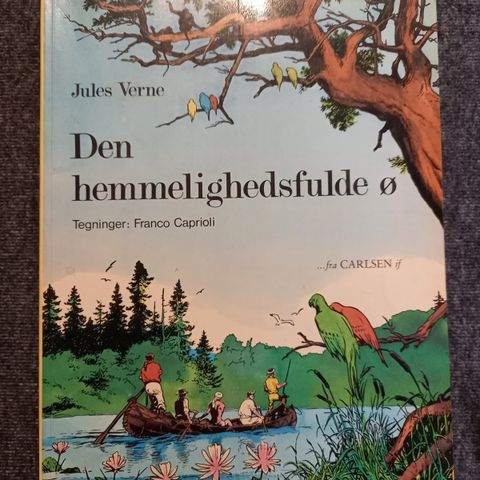 Jules Verne
Den
hemmelighedsfulde ø
Tegninger: Franco Caprioli
...fra CARLSEN if